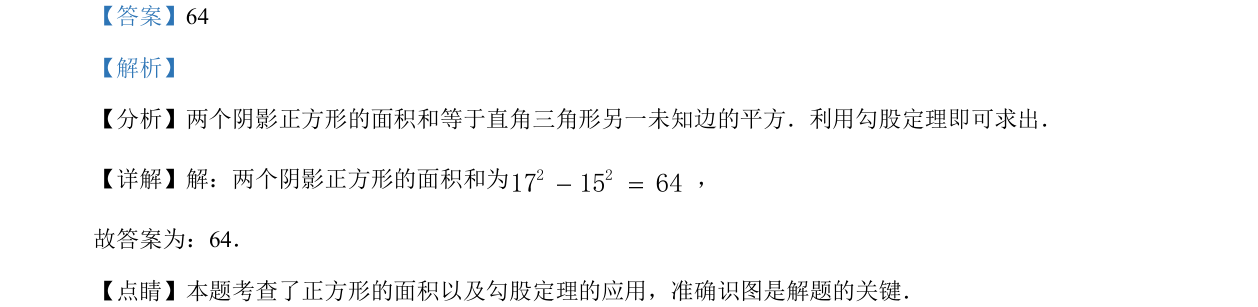 【答案】64
【解析】
【分析】两个阴影正方形的面积和等于直角三角形另一未知边的平方．利用勾股定理即可求出．
【详解】解：两个阴影正方形的面积和为17² − 15² = 64 ，
故答案为：64．
【点睛】本题考查了正方形的面积以及勾股定理的应用，准确识图是解题的关键．